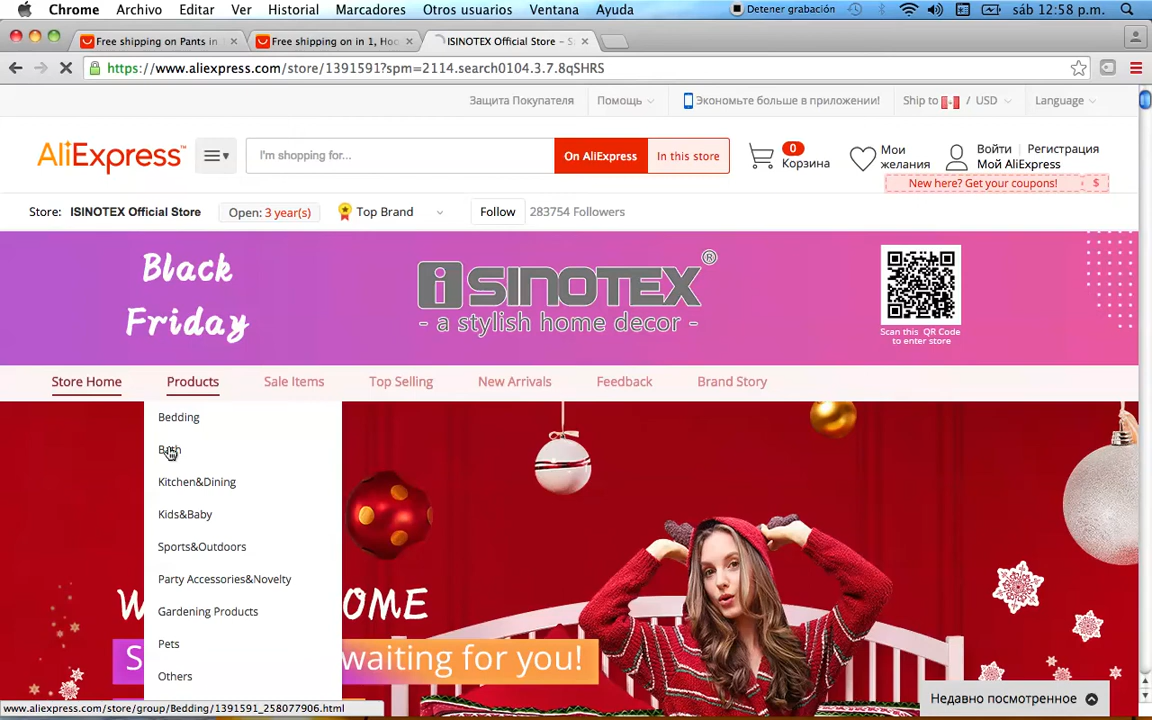 Chrome Archivo Editar Ver Historial Marcadores Otros usuarios Ventana Ayuda Detener grabación sáb 12:58 p.m.
Free shipping on Pants in Free shipping on in 1, Hoo ISINOTEX Official Store – S
https://www.aliexpress.com/store/1391591?spm=2114.search0104.3.7.8qSHRS
Защита Покупателя Помощь Экономьте больше в приложении! Ship to / USD Language
AliExpress™ I'm shopping for... On AliExpress In this store 0 Корзина Мои желания Войти Регистрация
Мой AliExpress
New here? Get your coupons! $
Store: ISINOTEX Official Store Open: 3 year(s) Top Brand Follow 283754 Followers
Black
Friday
iSINOTEX®
- a stylish home decor -
Scan this QR Code
to enter store
Store Home Products Sale Items Top Selling New Arrivals Feedback Brand Story
Bedding
Kitchen&Dining
Kids&Baby
Sports&Outdoors
Party Accessories&Novelty
Gardening Products
Pets
Others
W OME
S waiting for you!
Недавно посмотренное
www.aliexpress.com/store/group/Bedding/1391591_258077906.html